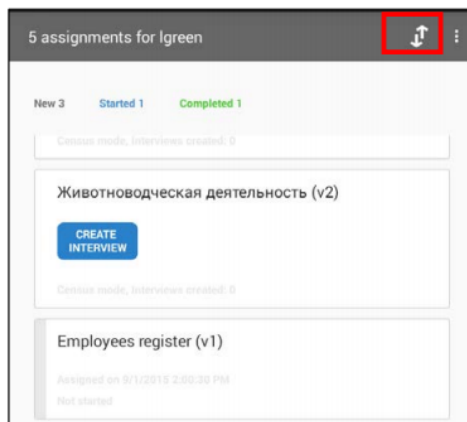 5 assignments for lgreen
New 3 Started 1 Completed 1
Census mode, Interviews created: 0
Животноводческая деятельность (v2)
CREATE
INTERVIEW
Census mode, Interviews created: 0
Employees register (v1)
Assigned on 9/1/2015 2:00:30 PM
Not started